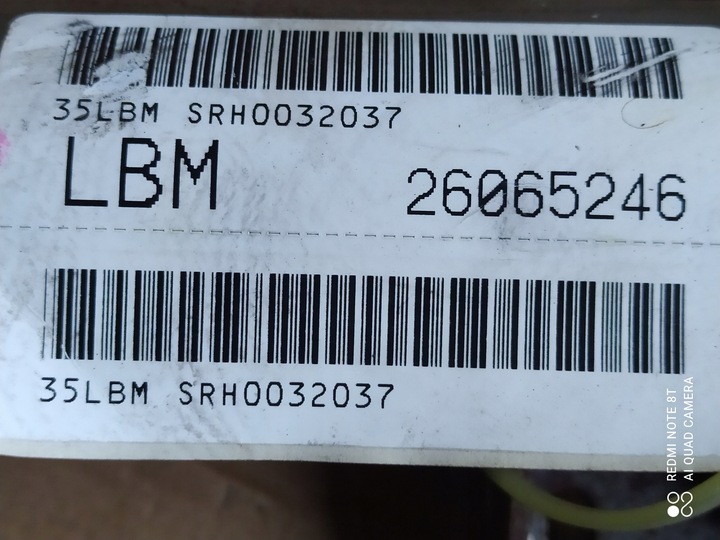 35LBM SRH0032037
LBM 26065246
35LBM SRH0032037
REDMI NOTE 8T
AI QUAD CAMERA